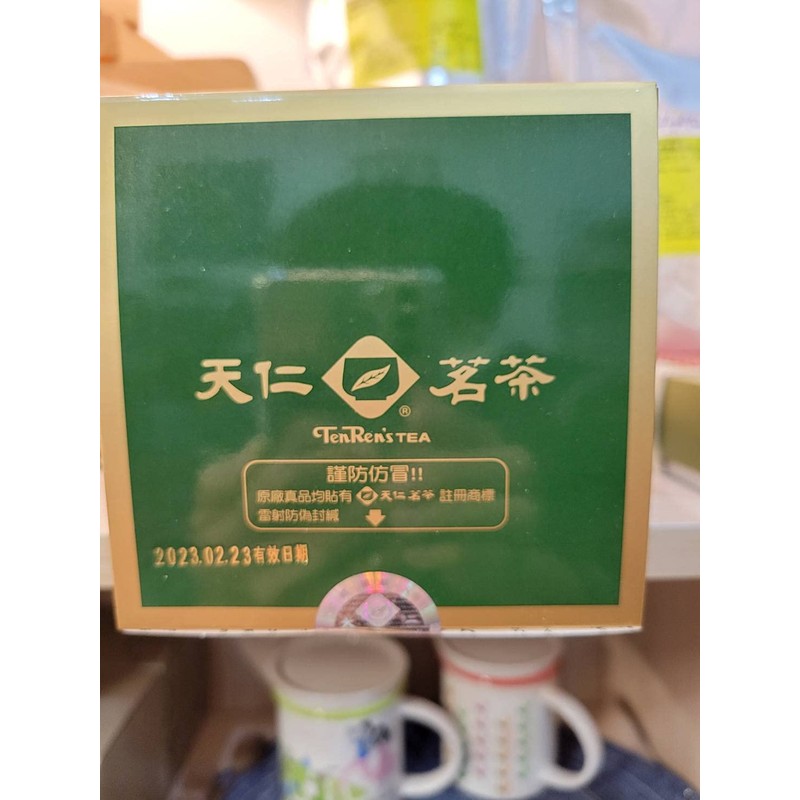 天仁茗茶
®
TenRen's TEA
謹防仿冒!!
原廠真品均貼有 天仁茗茶 註冊商標
雷射防偽封緘
2023.02.23有效日期